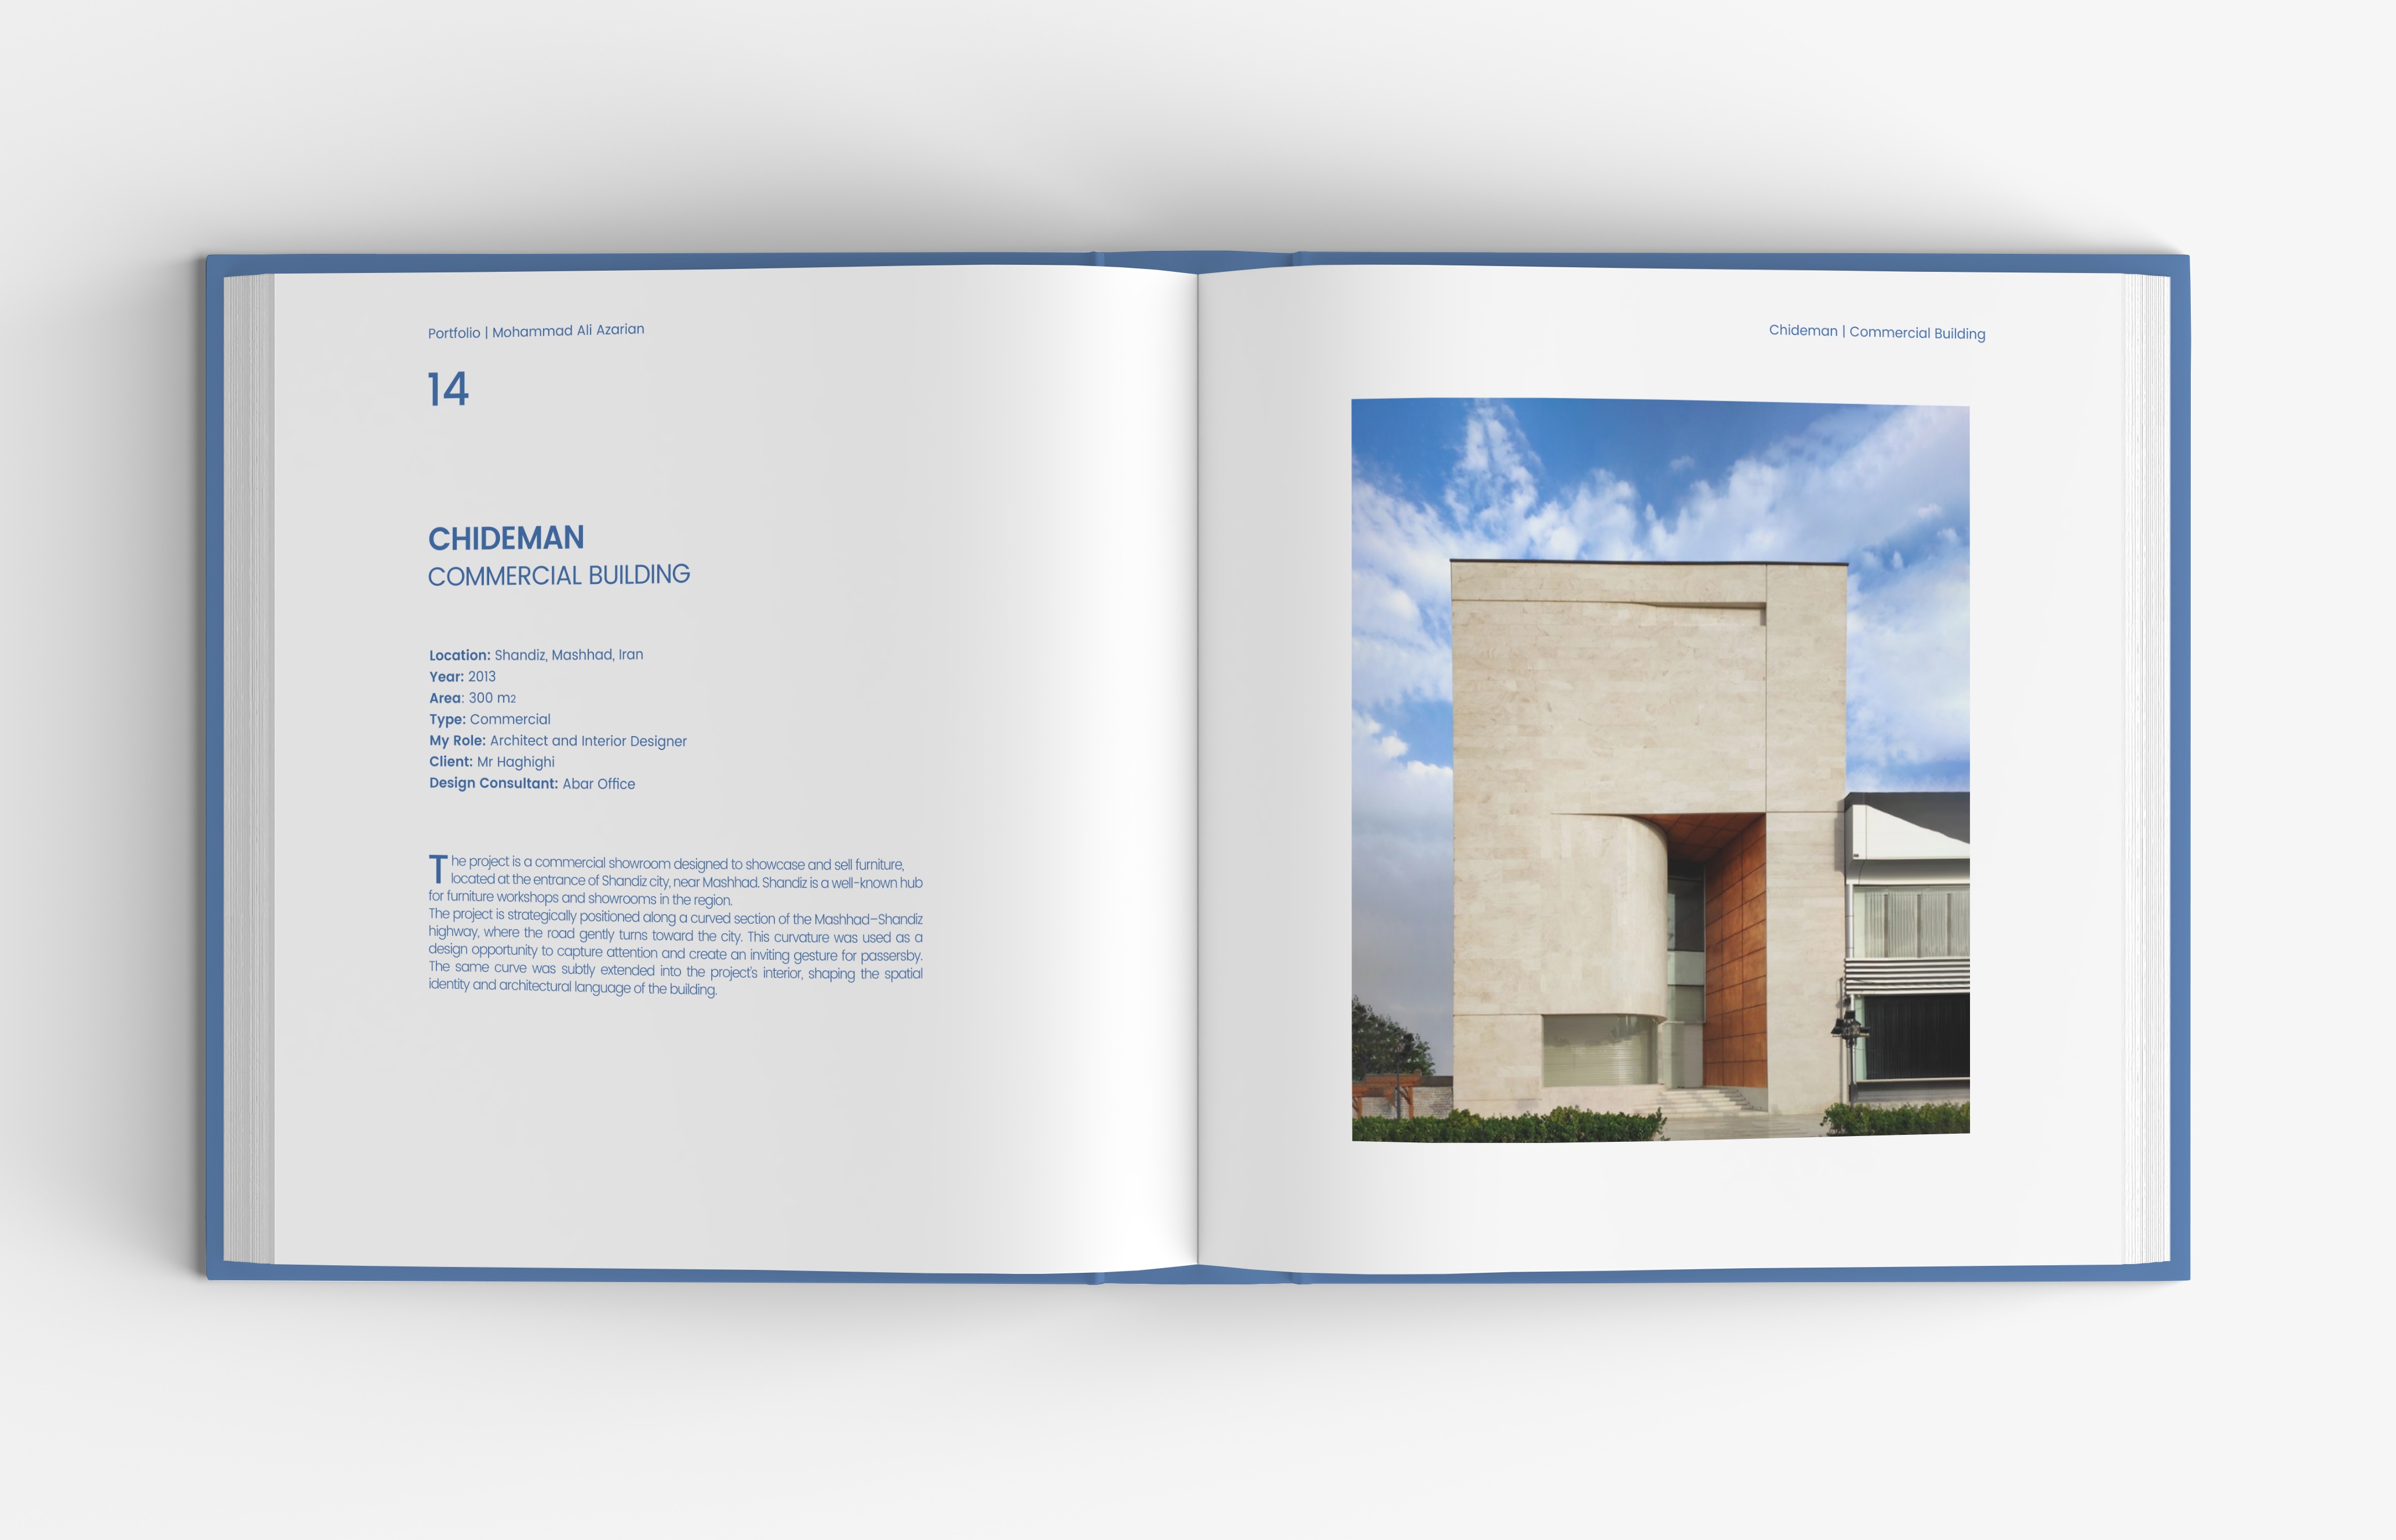 Portfolio | Mohammad Ali Azarian
14
CHIDEMAN
COMMERCIAL BUILDING
Location: Shandiz, Mashhad, Iran
Year: 2013
Area: 300 m2
Type: Commercial
My Role: Architect and Interior Designer
Client: Mr Haghighi
Design Consultant: Abar Office
The project is a commercial showroom designed to showcase and sell furniture,
located at the entrance of Shandiz city, near Mashhad. Shandiz is a well-known hub
for furniture workshops and showrooms in the region.
The project is strategically positioned along a curved section of the Mashhad–Shandiz
highway, where the road gently turns toward the city. This curvature was used as a
design opportunity to capture attention and create an inviting gesture for passersby.
The same curve was subtly extended into the project's interior, shaping the spatial
identity and architectural language of the building.
Chideman | Commercial Building